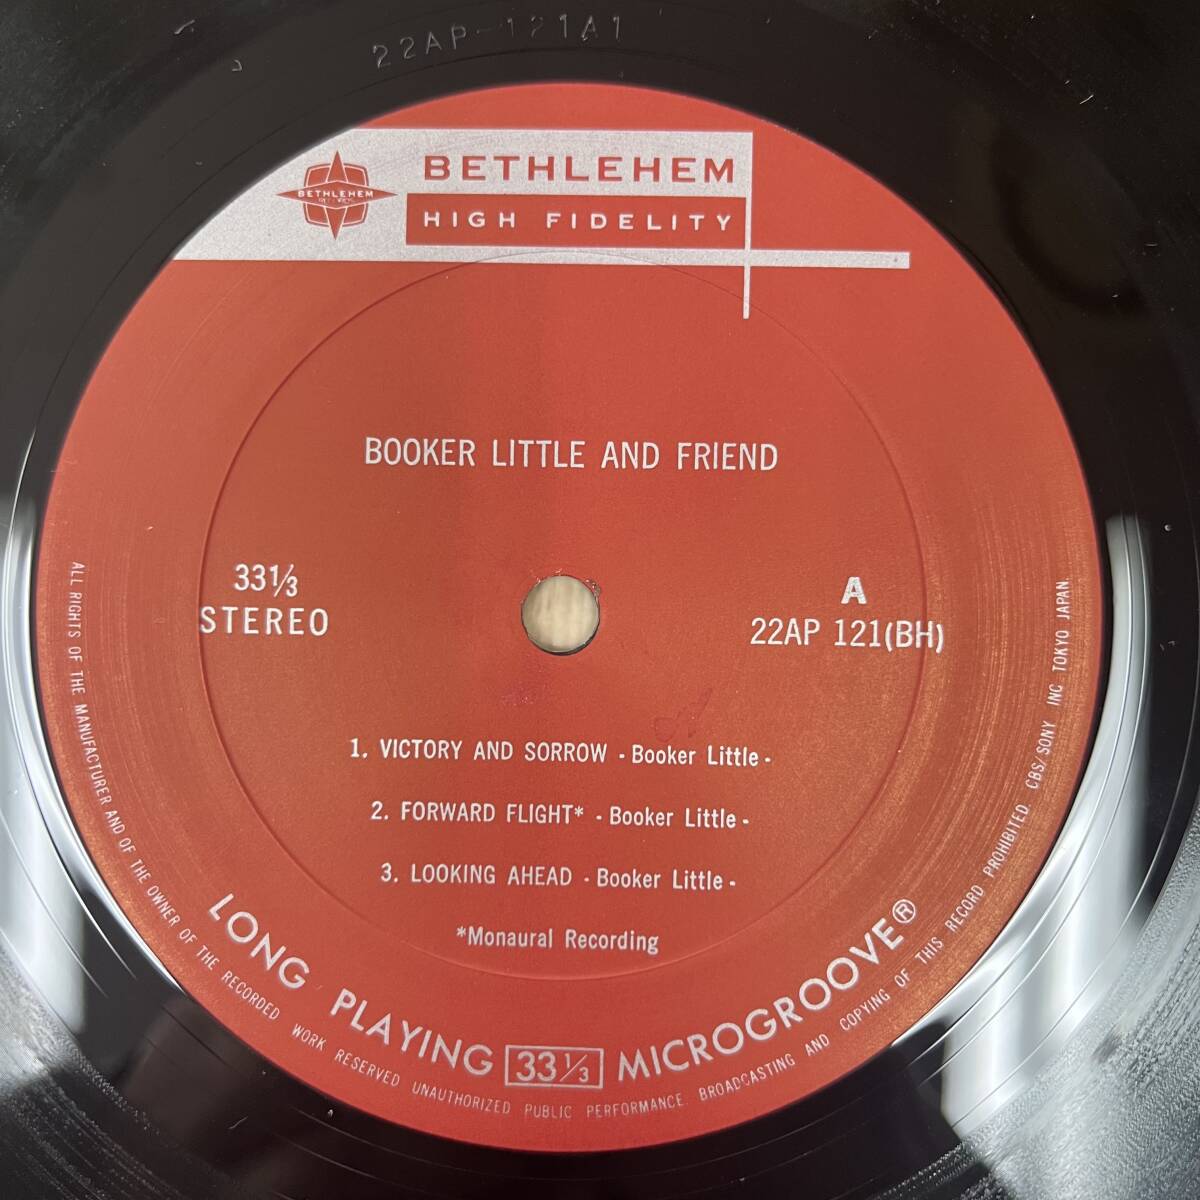 22AP-121A1
BETHLEHEM
BETHLEHEM
HIGH FIDELITY
BOOKER LITTLE AND FRIEND
33⅓
STEREO
A
22AP 121(BH)
1. VICTORY AND SORROW - Booker Little -
2. FORWARD FLIGHT* - Booker Little -
3. LOOKING AHEAD - Booker Little -
*Monaural Recording
LONG PLAYING 33⅓ MICROGROOVE®
ALL RIGHTS OF THE MANUFACTURER AND OF THE OWNER OF THE RECORDED WORK RESERVED UNAUTHORIZED PUBLIC PERFORMANCE BROADCASTING AND COPYING OF THIS RECORD PROHIBITED. CBS/SONY INC TOKYO JAPAN.